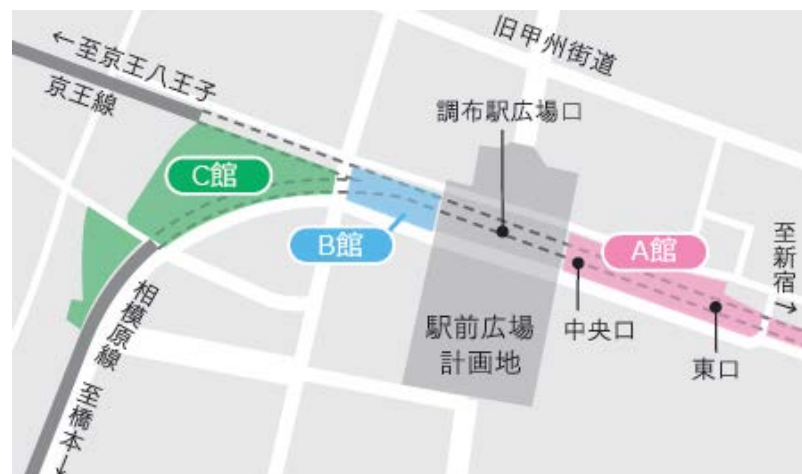 旧甲州街道
←至京王八王子
京王線
調布駅広場口
C館
B館
A館
至新宿→
駅前広場
計画地
中央口
東口
相模原線 至橋本→